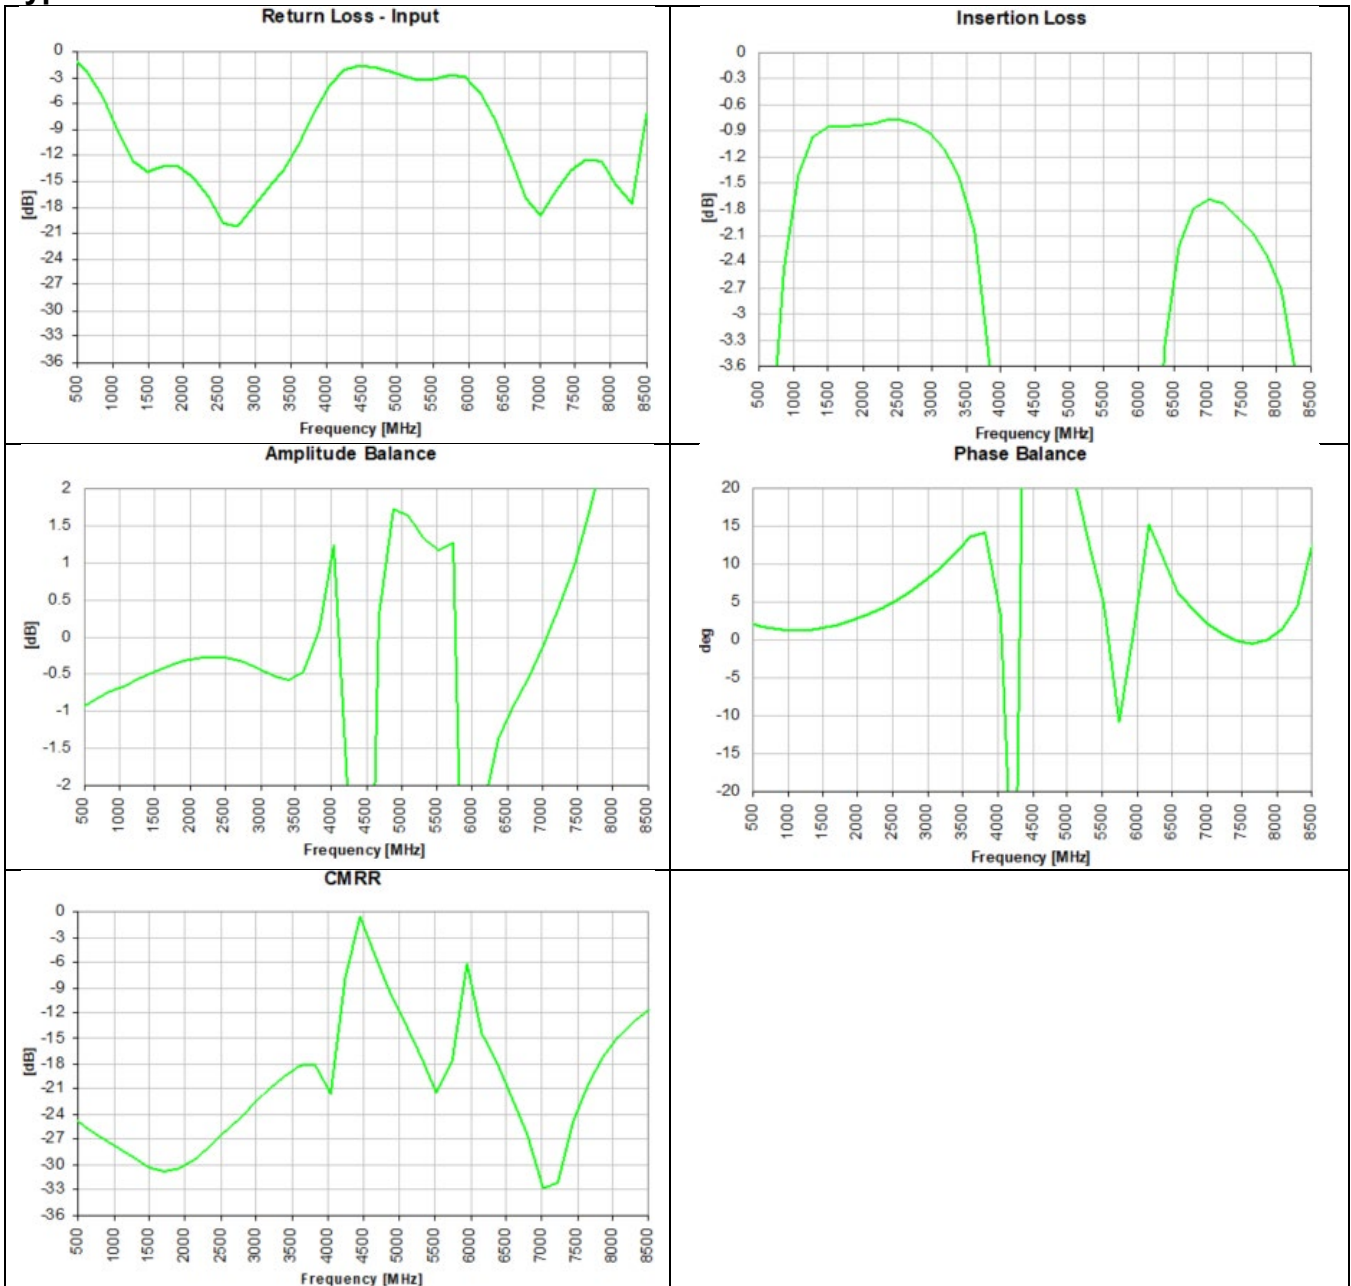 Return Loss - Input
0
-3
-6
-9
-12
-15
-18
-21
-24
-27
-30
-33
-36
[dB]
500 1000 1500 2000 2500 3000 3500 4000 4500 5000 5500 6000 6500 7000 7500 8000 8500
Frequency [MHz]
Insertion Loss
0
-0.3
-0.6
-0.9
-1.2
-1.5
-1.8
-2.1
-2.4
-2.7
-3
-3.3
-3.6
[dB]
500 1000 1500 2000 2500 3000 3500 4000 4500 5000 5500 6000 6500 7000 7500 8000 8500
Frequency [MHz]
Amplitude Balance
2
1.5
1
0.5
0
-0.5
-1
-1.5
-2
[dB]
500 1000 1500 2000 2500 3000 3500 4000 4500 5000 5500 6000 6500 7000 7500 8000 8500
Frequency [MHz]
Phase Balance
20
15
10
5
0
-5
-10
-15
-20
deg
500 1000 1500 2000 2500 3000 3500 4000 4500 5000 5500 6000 6500 7000 7500 8000 8500
Frequency [MHz]
CMRR
0
-3
-6
-9
-12
-15
-18
-21
-24
-27
-30
-33
-36
[dB]
500 1000 1500 2000 2500 3000 3500 4000 4500 5000 5500 6000 6500 7000 7500 8000 8500
Frequency [MHz]